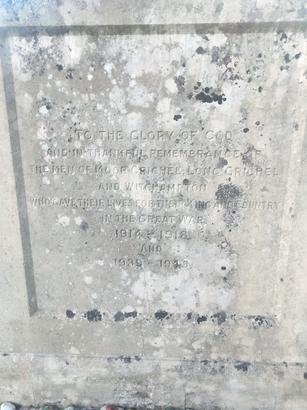 TO THE GLORY OF GOD
AND IN THANKFUL REMEMBRANCE OF
THE MEN OF MOOR CRICHEL, LONG CRICHEL
AND WITCHAMPTON
WHO GAVE THEIR LIVES FOR THEIR KING AND COUNTRY
IN THE GREAT WAR
1914 - 1918
AND
1939 - 1945